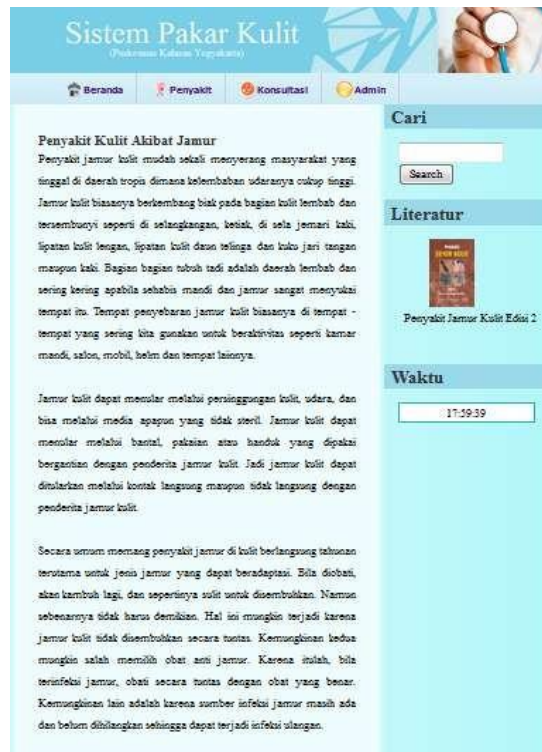 Sistem Pakar Kulit
(Puskesmas Kalasan Yogyakarta)
Beranda
Penyakit
Konsultasi
Admin
Penyakit Kulit Akibat Jamur
Penyakit jamur kulit mudah sekali menyerang masyarakat yang
tinggal di daerah tropis dimana kelembaban udaranya cukup tinggi.
Jamur kulit biasanya berkembang biak pada bagian kulit lembab dan
tersembunyi seperti di selangkangan, ketiak, di sela jemari kaki,
lipatan kulit lengan, lipatan kulit daun telinga dan kuku jari tangan
maupun kaki. Bagian bagian tubuh tadi adalah daerah lembab dan
sering kering apabila sehabis mandi dan jamur sangat menyukai
tempat itu. Tempat penyebaran jamur kulit biasanya di tempat -
tempat yang sering kita gunakan untuk beraktivitas seperti kamar
mandi, salon, mobil, helm dan tempat lainnya.
Jamur kulit dapat menular melalui persinggungan kulit, udara, dan
bisa melalui media apapun yang tidak steril. Jamur kulit dapat
menular melalui bantal, pakaian atau handuk yang dipakai
bergantian dengan penderita jamur kulit. Jadi jamur kulit dapat
ditularkan melalui kontak langsung maupun tidak langsung dengan
penderita jamur kulit.
Secara umum memang penyakit jamur di kulit berlangsung tahunan
terutama untuk jenis jamur yang dapat beradaptasi. Bila diobati,
akan kambuh lagi, dan sepertinya sulit untuk disembuhkan. Namun
sebenarnya tidak harus demikian. Hal ini mungkin terjadi karena
jamur kulit tidak disembuhkan secara tuntas. Kemungkinan kedua
mungkin salah memilih obat anti jamur. Karena itulah, bila
terinfeksi jamur, obati secara tuntas dengan obat yang benar.
Kemungkinan lain adalah karena sumber infeksi jamur masih ada
dan belum dihilangkan sehingga dapat terjadi infeksi ulangan.
Cari
Search
Literatur
Penyakit Jamur Kulit Edisi 2
Waktu
17:59:39